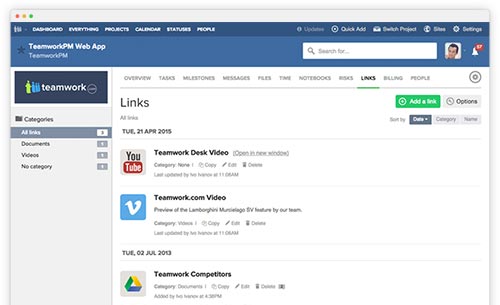 DASHBOARD EVERYTHING PROJECTS CALENDAR STATUSES PEOPLE Updates Quick Add Switch Project Sites Settings
TeamworkPM Web App
TeamworkPM
Search for...
teamwork.com
OVERVIEW TASKS MILESTONES MESSAGES FILES TIME NOTEBOOKS RISKS LINKS BILLING PEOPLE
Links
Add a link Options
All links
Sort by Date Category Name
Categories
All links 3
Documents 1
Videos 1
No category 1
TUE, 21 APR 2015
You Tube
Teamwork Desk Video (Open in new window)
Category: None | Copy Edit Delete
Last updated by Ivo Ivanov at 11:08AM
Teamwork.com Video
Preview of the Lamborghini Murcielago SV feature by our team.
Category: Videos | Copy Edit Delete
Last updated by Ivo Ivanov at 11:06AM
TUE, 02 JUL 2013
Teamwork Competitors
Category: Documents | Copy Edit Delete
Added by Ivo Ivanov at 4:38PM